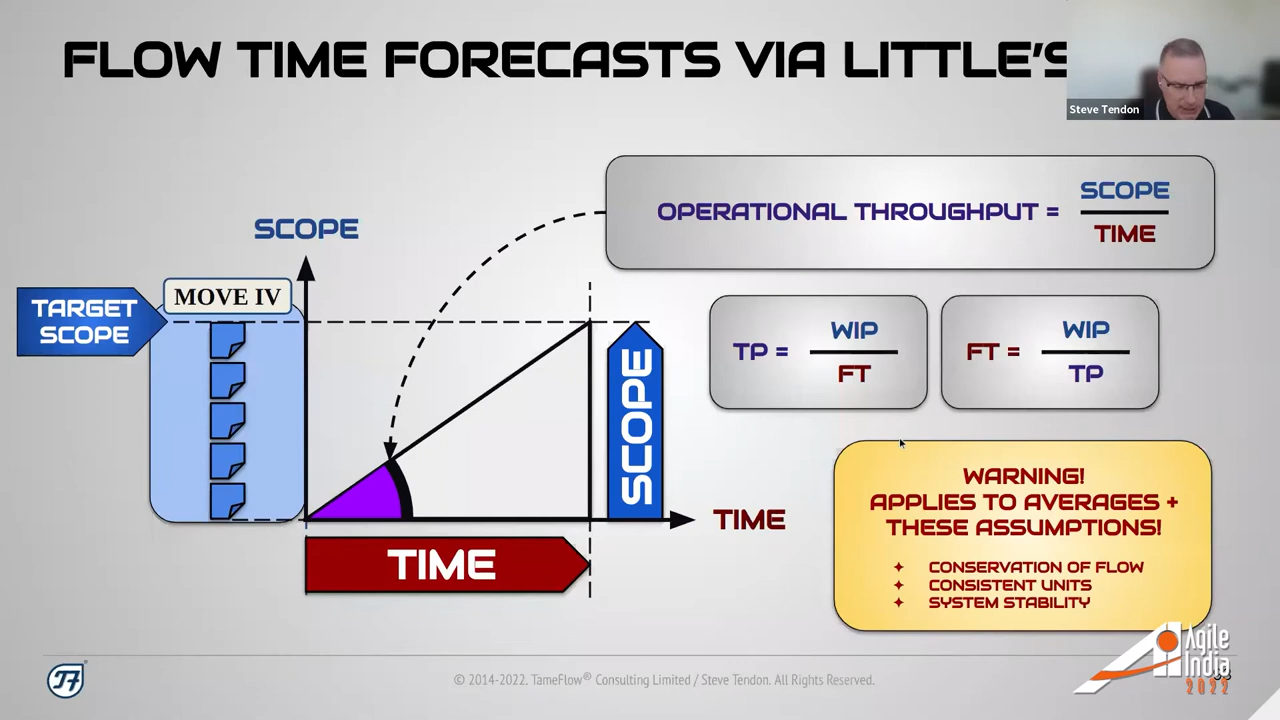 FLOW TIME FORECASTS VIA LITTLE'S
Steve Tendon
OPERATIONAL THROUGHPUT = SCOPE
TIME
SCOPE
MOVE IV
TARGET
SCOPE
TP = WIP
FT
FT = WIP
TP
SCOPE
TIME
TIME
WARNING!
APPLIES TO AVERAGES +
THESE ASSUMPTIONS!
✦ CONSERVATION OF FLOW
✦ CONSISTENT UNITS
✦ SYSTEM STABILITY
TF
© 2014-2022. TameFlow® Consulting Limited / Steve Tendon. All Rights Reserved.
Agile
India
2022